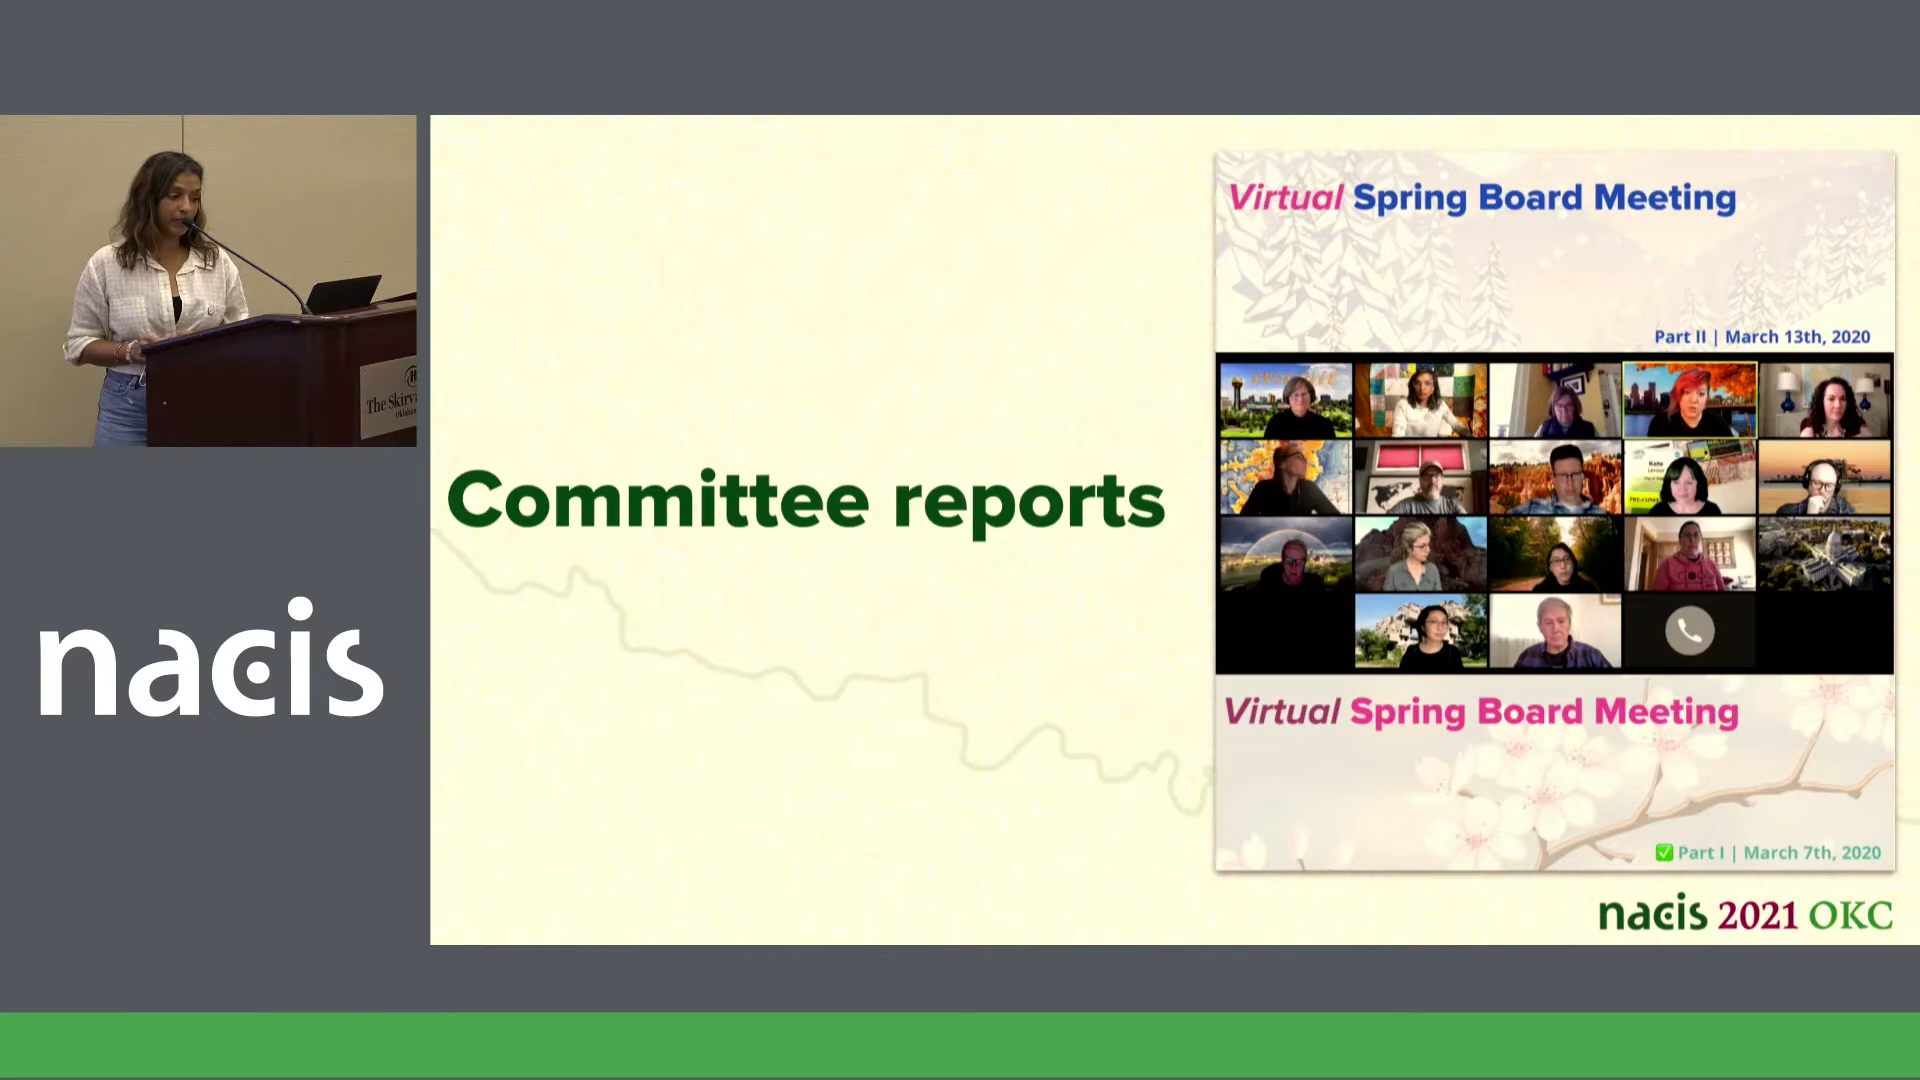 Virtual Spring Board Meeting
Part II | March 13th, 2020
Committee reports
Kate
Virtual Spring Board Meeting
✅ Part I | March 7th, 2020
nacis 2021 OKC
The
nacis